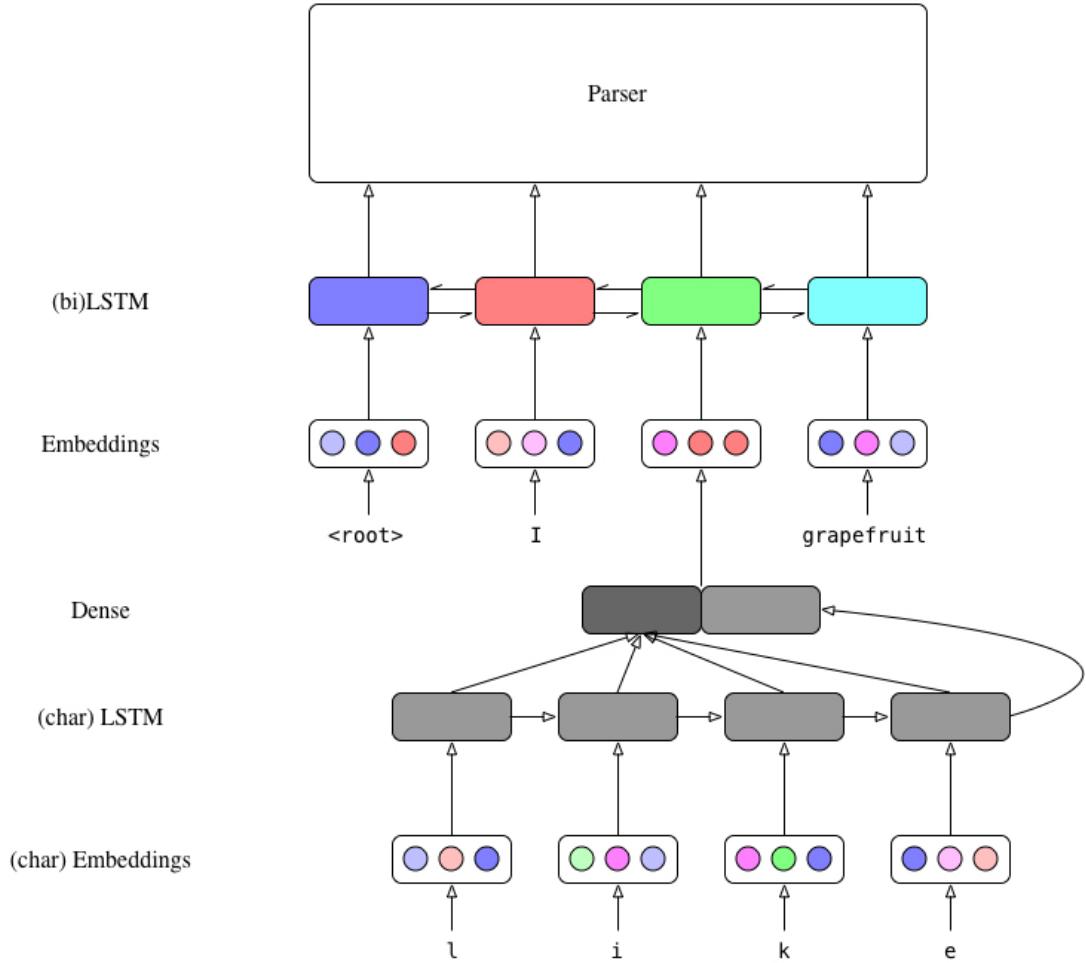 Parser
(bi)LSTM
Embeddings
<root> I grapefruit
Dense
(char) LSTM
(char) Embeddings
l i k e